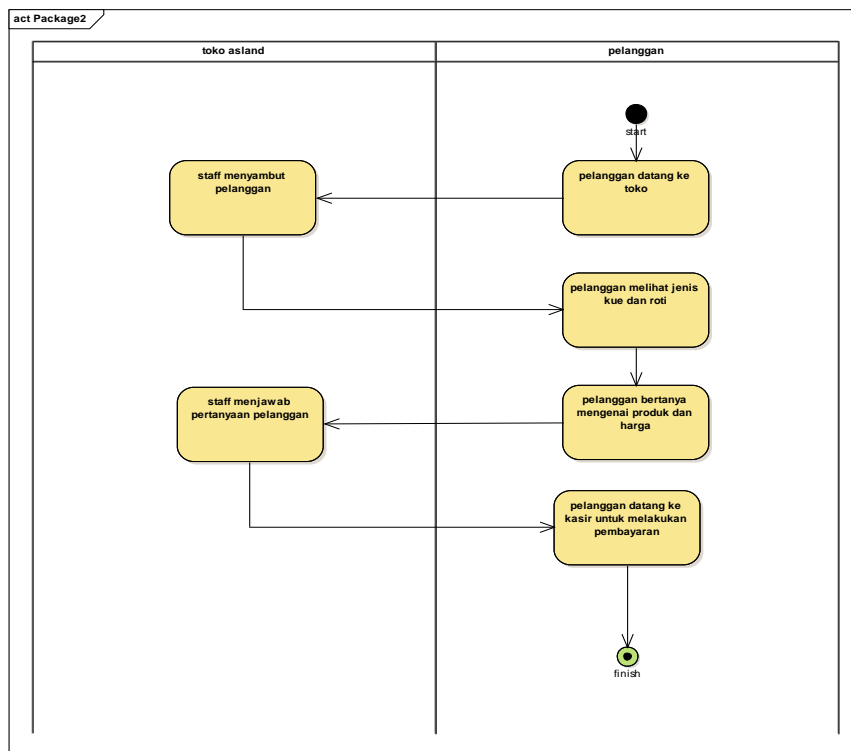 act Package2
toko asland
pelanggan
start
pelanggan datang ke
toko
staff menyambut
pelanggan
pelanggan melihat jenis
kue dan roti
pelanggan bertanya
mengenai produk dan
harga
staff menjawab
pertanyaan pelanggan
pelanggan datang ke
kasir untuk melakukan
pembayaran
finish